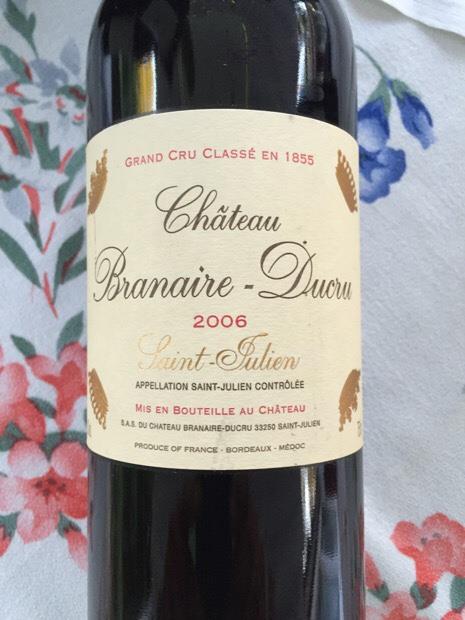 GRAND CRU CLASSÉ EN 1855
Château
Branaire - Ducru
2006
Saint-Julien
APPELLATION SAINT-JULIEN CONTRÔLÉE
MIS EN BOUTEILLE AU CHÂTEAU
S.A.S. DU CHATEAU BRANAIRE-DUCRU 33250 SAINT-JULIEN
PRODUCE OF FRANCE - BORDEAUX - MÉDOC